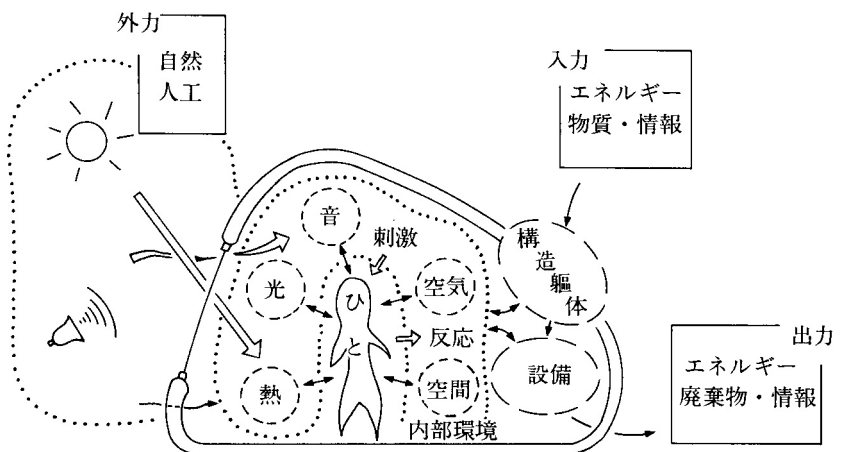 外力
自然
人工
入力
エネルギー
物質・情報
音
刺激
光
ひと
空気
反応
熱
空間
内部環境
構造軀体
設備
出力
エネルギー
廃棄物・情報